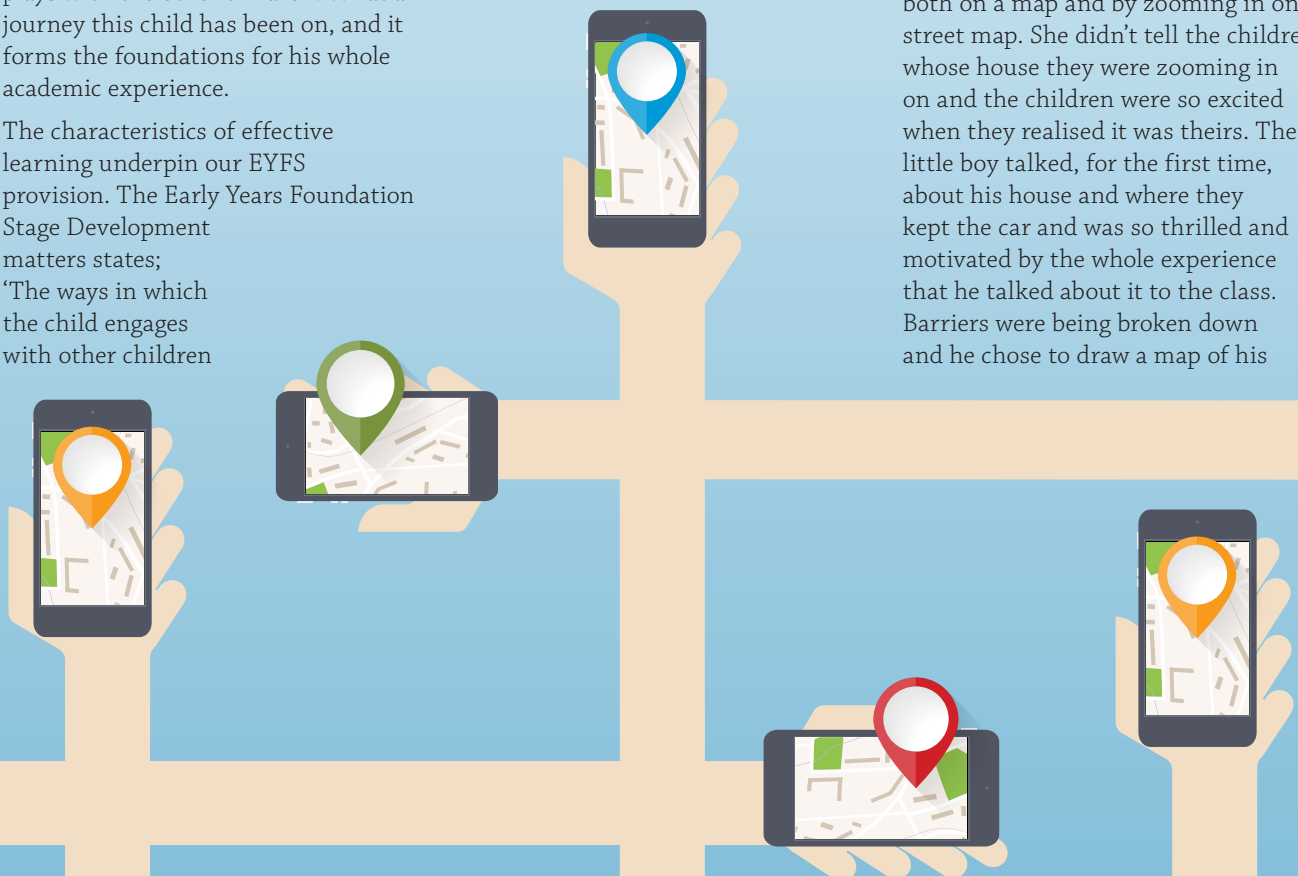 journey this child has been on, and it
forms the foundations for his whole
academic experience.
The characteristics of effective
learning underpin our EYFS
provision. The Early Years Foundation
Stage Development
matters states;
‘The ways in which
the child engages
with other children
both on a map and by zooming in on
street map. She didn’t tell the
whose house they were zooming in
on and the children were so excited
when they realised it was theirs. The
little boy talked, for the first time,
about his house and where they
kept the car and was so thrilled and
motivated by the whole experience
that he talked about it to the class.
Barriers were being broken down
and he chose to draw a map of his